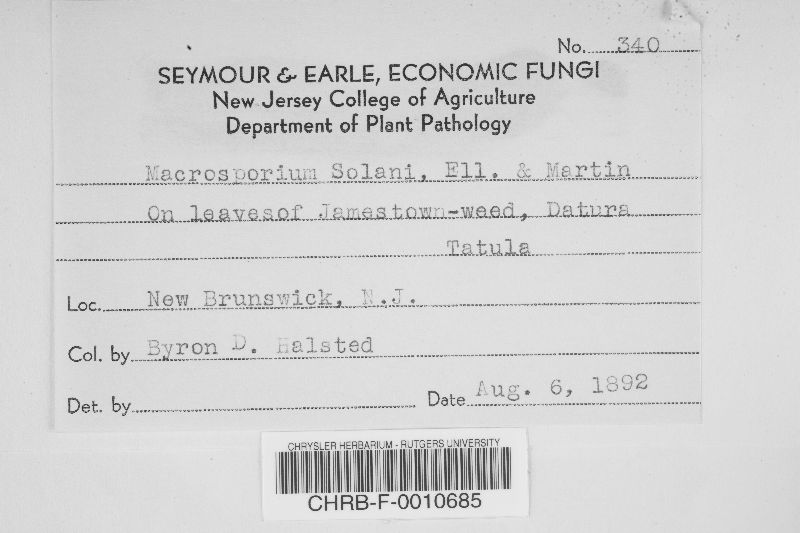 No. 340
SEYMOUR & EARLE, ECONOMIC FUNGI
New Jersey College of Agriculture
Department of Plant Pathology
Macrosporium Solani, Ell. & Martin
On leavesof Jamestown-weed, Datura
Tatula
Loc. New Brunswick, N.J.
Col. by Byron D. Halsted
Det. by
Date Aug. 6, 1892
CHRYSLER HERBARIUM - RUTGERS UNIVERSITY
CHRB-F-0010685